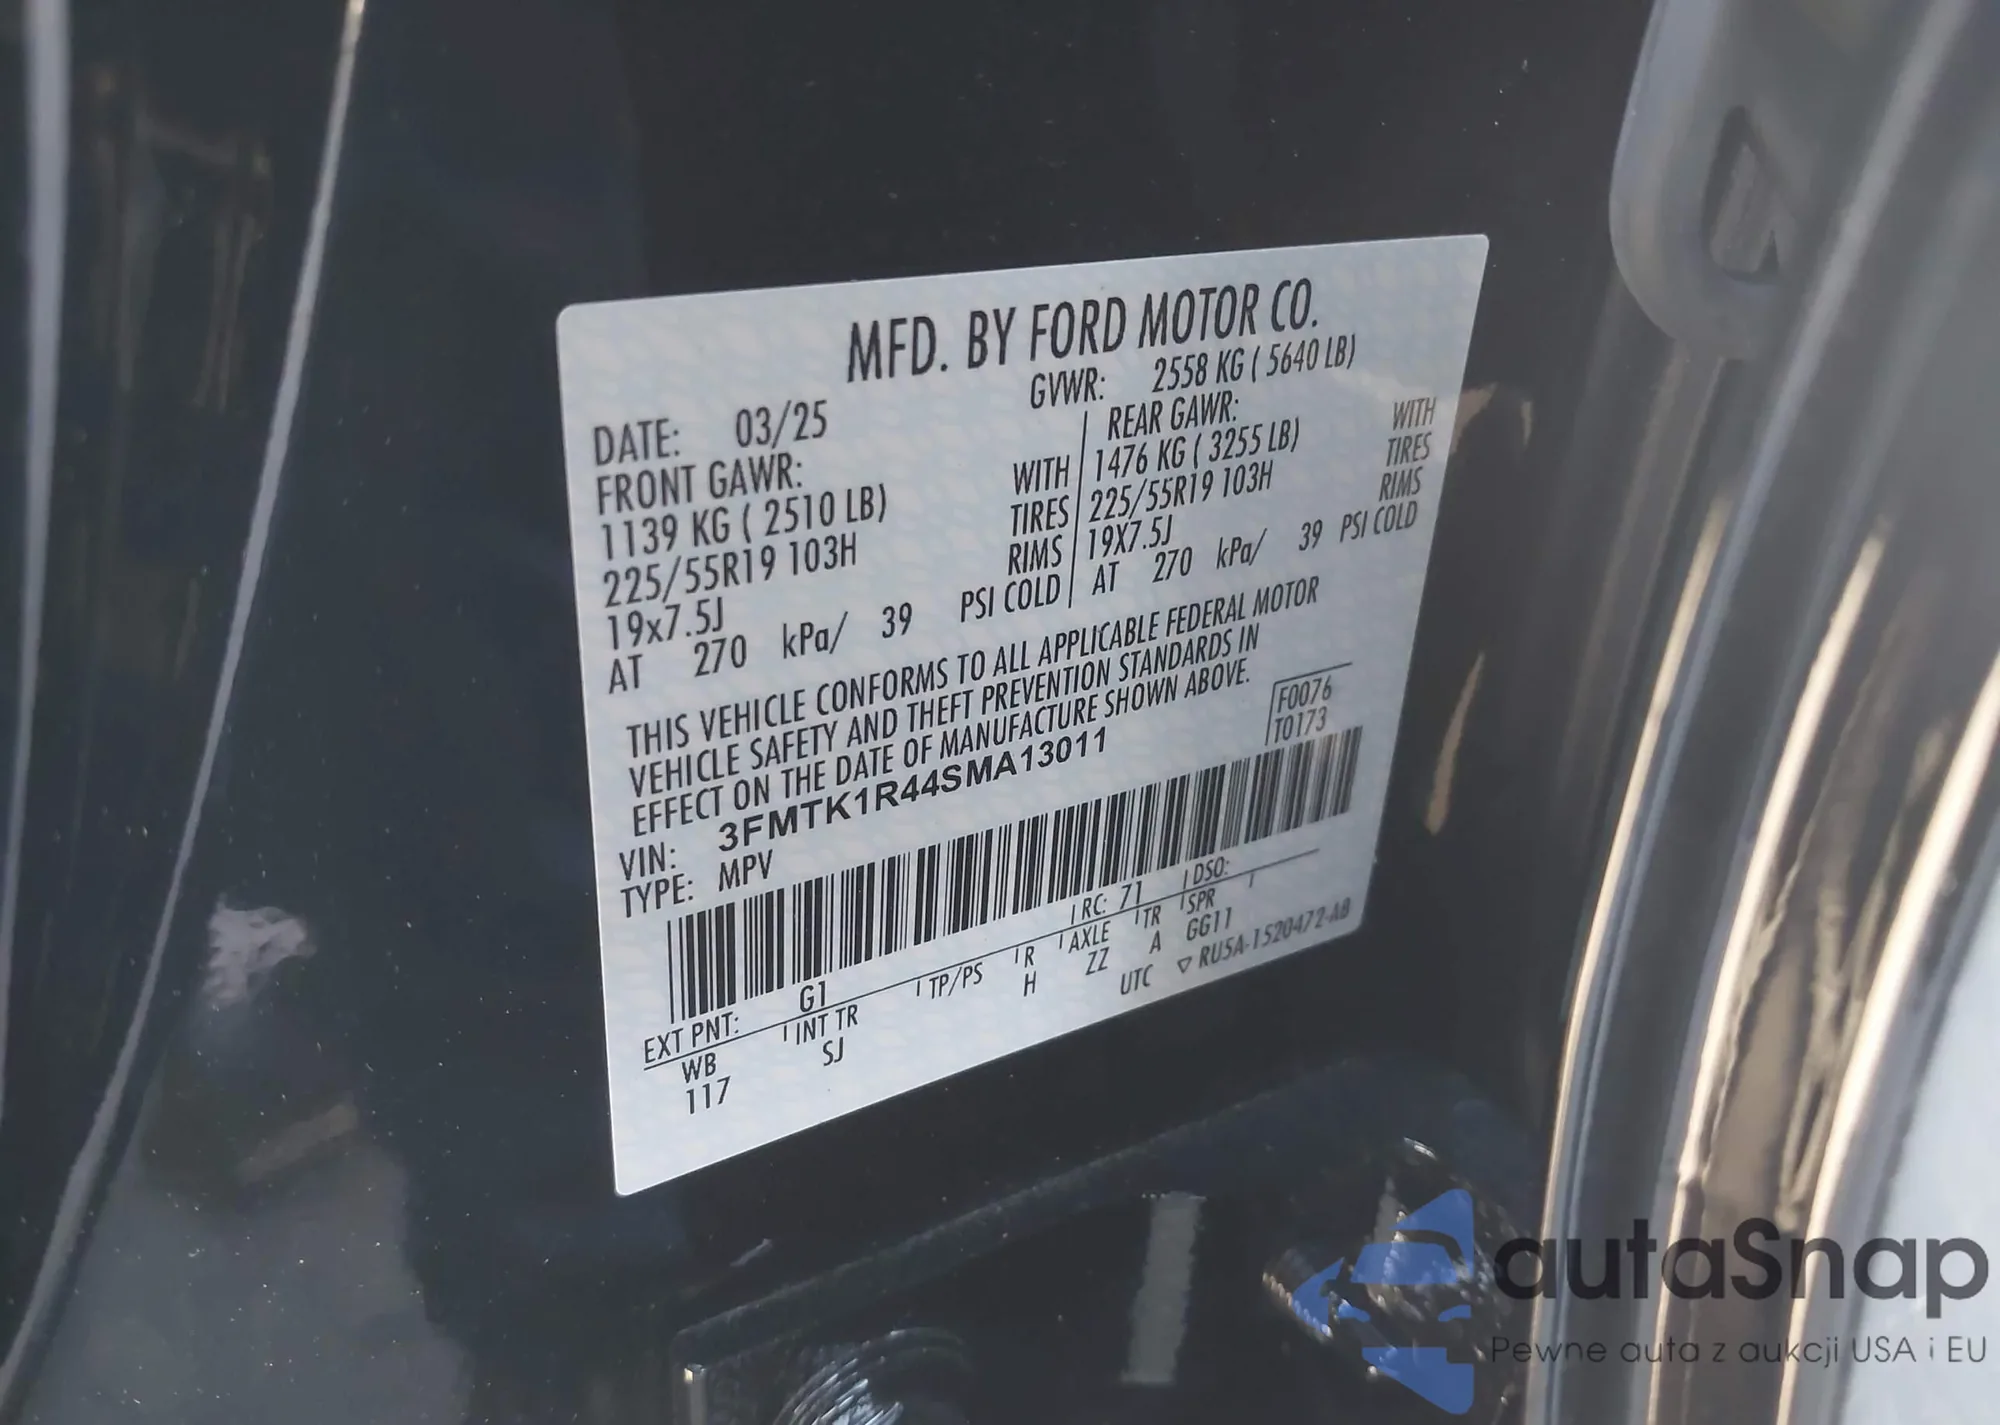 MFD. BY FORD MOTOR CO.
DATE: 03/25 GVWR: 2558 KG ( 5640 LB)
FRONT GAWR: REAR GAWR:
1139 KG ( 2510 LB) WITH 1476 KG ( 3255 LB) WITH
225/55R19 103H TIRES 225/55R19 103H TIRES
19x7.5J RIMS 19X7.5J RIMS
AT 270 kPa/ 39 PSI COLD AT 270 kPa/ 39 PSI COLD
THIS VEHICLE CONFORMS TO ALL APPLICABLE FEDERAL MOTOR
VEHICLE SAFETY AND THEFT PREVENTION STANDARDS IN
EFFECT ON THE DATE OF MANUFACTURE SHOWN ABOVE.
F0076
T0173
VIN: 3FMTK1R44SMA13011
TYPE: MPV
EXT PNT: G1 RC: 71 DSO:
WB INT TR TP/PS R AXLE TR SPR
117 SJ H ZZ A GG11
UTC ▽ RU5A-1520472-AB
autaSnap
Pewne auta z aukcji USA i EU